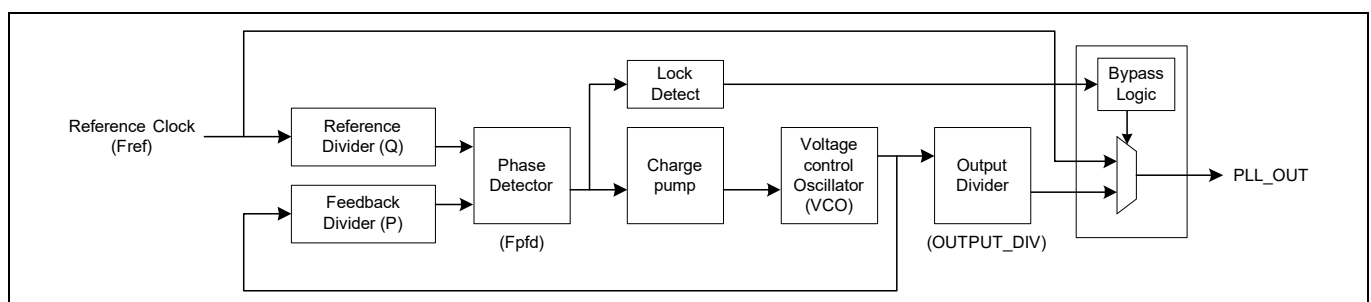 Reference Clock
(Fref)
Reference
Divider (Q)
Feedback
Divider (P)
Phase
Detector
(Fpfd)
Lock
Detect
Charge
pump
Voltage
control
Oscillator
(VCO)
Output
Divider
(OUTPUT_DIV)
Bypass
Logic
PLL_OUT